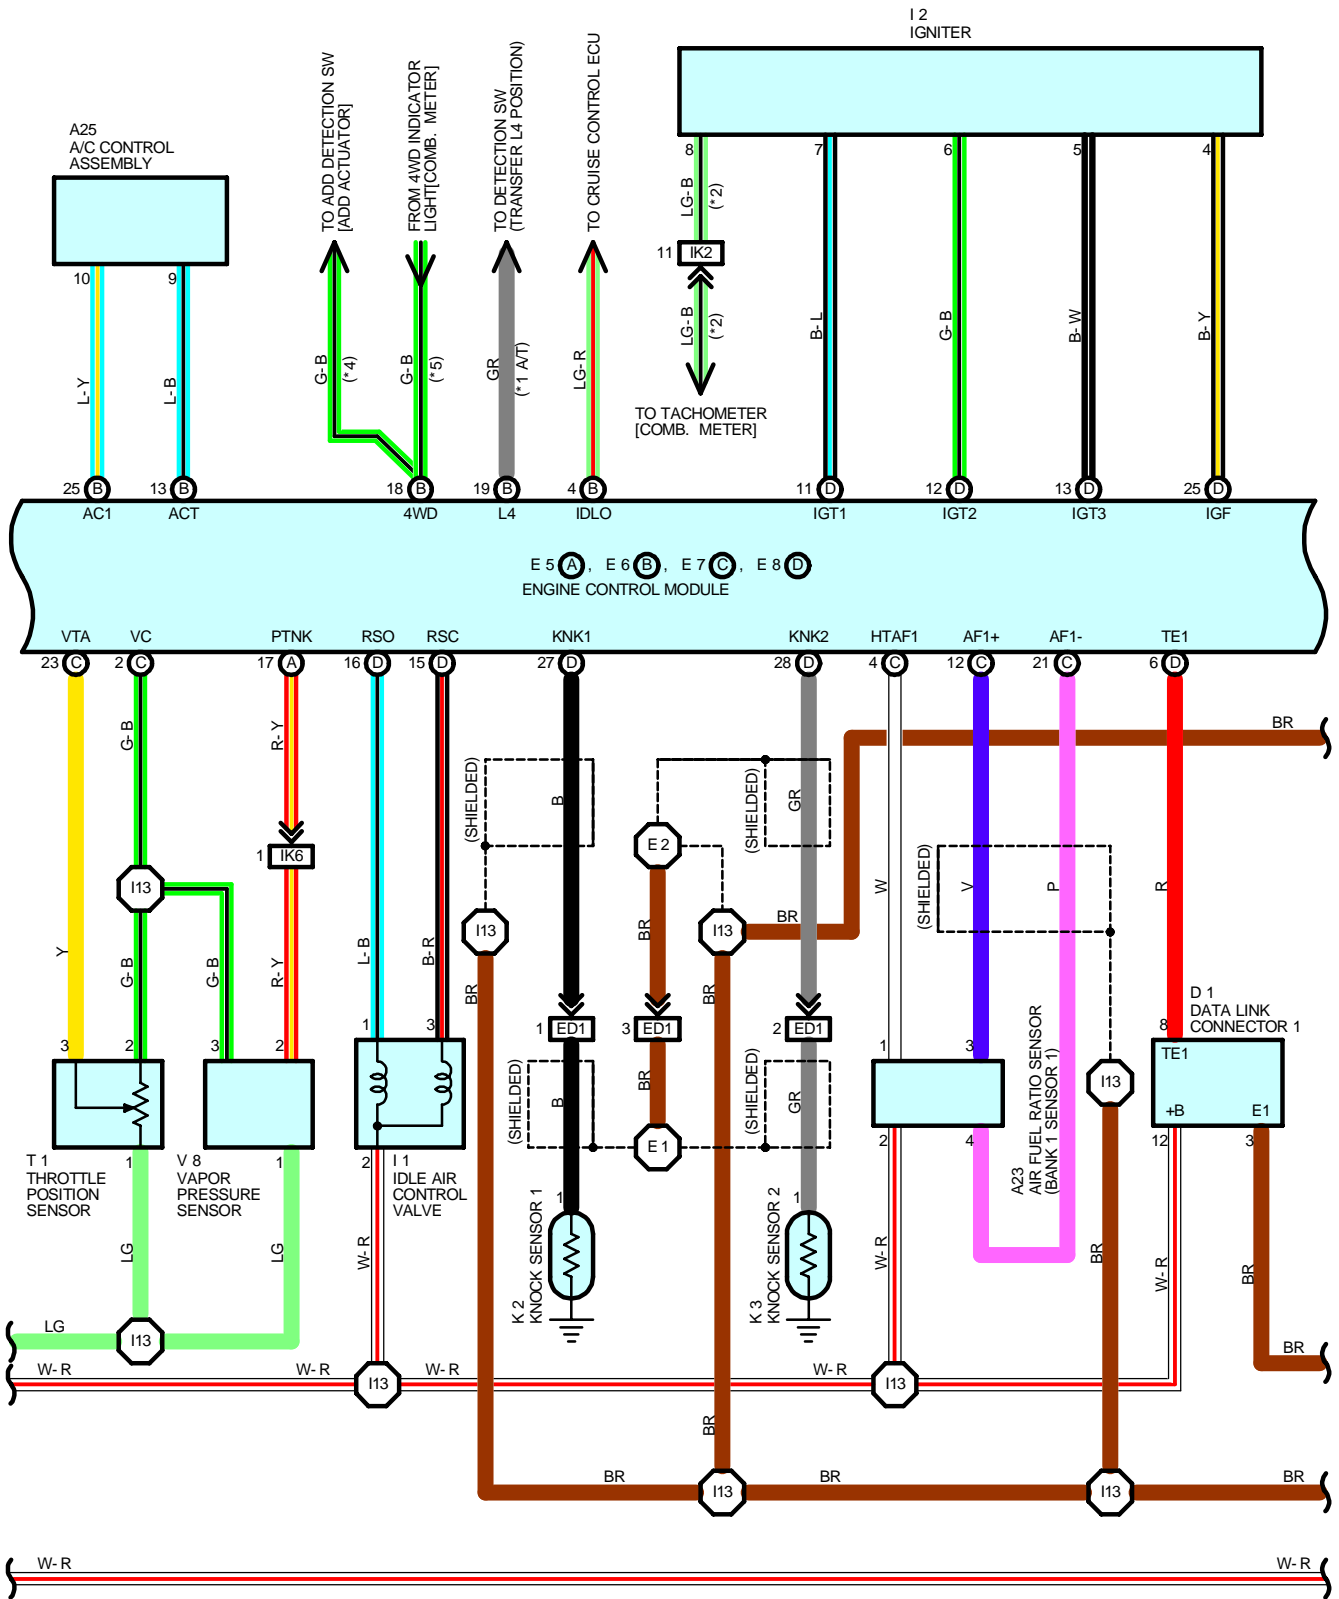 I 2
IGNITER
A25
A/C CONTROL
ASSEMBLY
TO ADD DETECTION SW
[ADD ACTUATOR]
FROM 4WD INDICATOR
LIGHT[COMB. METER]
TO DETECTION SW
(TRANSFER L4 POSITION)
TO CRUISE CONTROL ECU
8
7
6
5
4
LG-B
(*2)
11
IK2
10
9
LG-B
(*2)
L-Y
L-B
G-B
(*4)
G-B
(*5)
GR
(*1 A/T)
LG-R
B-L
G-B
B-W
B-Y
TO TACHOMETER
[COMB. METER]
25 B
13 B
18 B
19 B
4 B
11 D
12 D
13 D
25 D
AC1
ACT
4WD
L4
IDLO
IGT1
IGT2
IGT3
IGF
E 5 A , E 6 B , E 7 C , E 8 D
ENGINE CONTROL MODULE
VTA
VC
PTNK
RSO
RSC
KNK1
KNK2
HTAF1
AF1+
AF1-
TE1
23 C
2 C
17 A
16 D
15 D
27 D
28 D
4 C
12 C
21 C
6 D
BR
G-B
R-Y
(SHIELDED)
B
(SHIELDED)
GR
E 2
1
IK6
I13
(SHIELDED)
W
V
P
R
I13
BR
I13
BR
Y
G-B
G-B
R-Y
L-B
B-R
BR
BR
D 1
DATA LINK
CONNECTOR 1
1
ED1
3
ED1
2
ED1
8
TE1
+B
E1
3
2
3
2
1
3
1
3
I13
(SHIELDED)
B
BR
(SHIELDED)
GR
E 1
12
3
1
1
2
2
4
T 1
THROTTLE
POSITION
SENSOR
V 8
VAPOR
PRESSURE
SENSOR
I 1
IDLE AIR
CONTROL
VALVE
1
K 2
KNOCK SENSOR 1
1
K 3
KNOCK SENSOR 2
A23
AIR FUEL RATIO SENSOR
(BANK 1 SENSOR 1)
LG
LG
W-R
W-R
BR
W-R
BR
LG
I13
BR
W-R
W-R
I13
W-R
W-R
I13
BR
BR
I13
BR
I13
BR
W-R
W-R